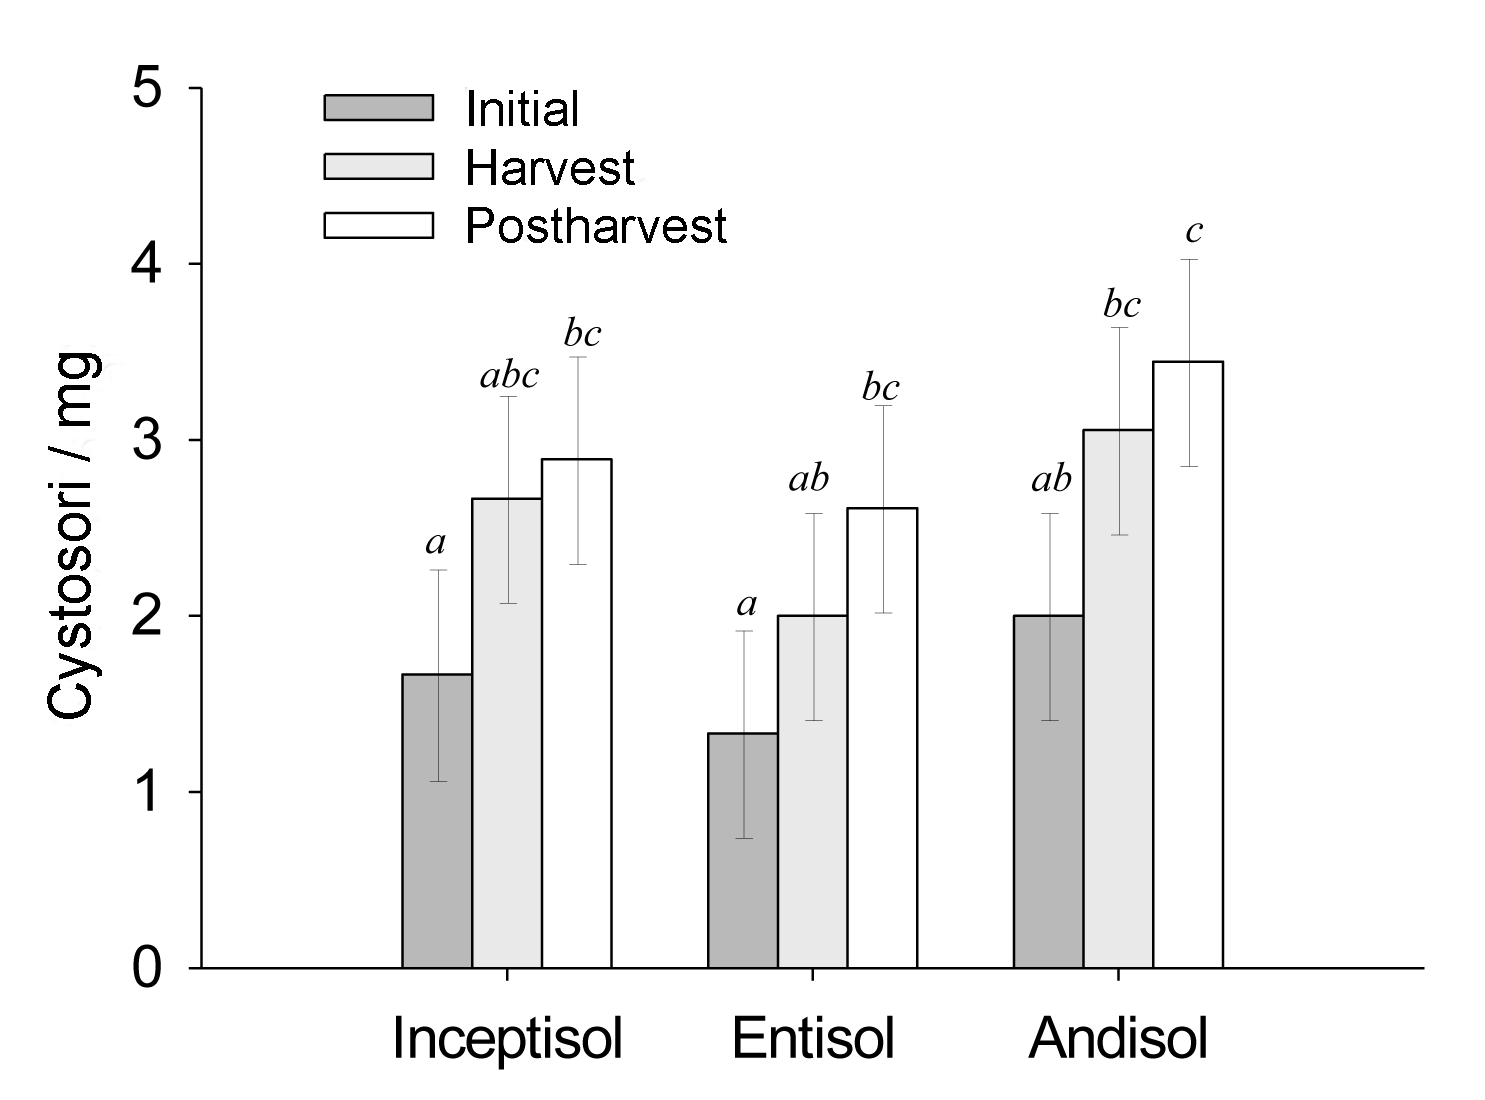 5
4
3
2
1
0
Cystosori / mg
Initial
Harvest
Postharvest
a
abc
bc
a
ab
bc
ab
bc
c
Inceptisol
Entisol
Andisol